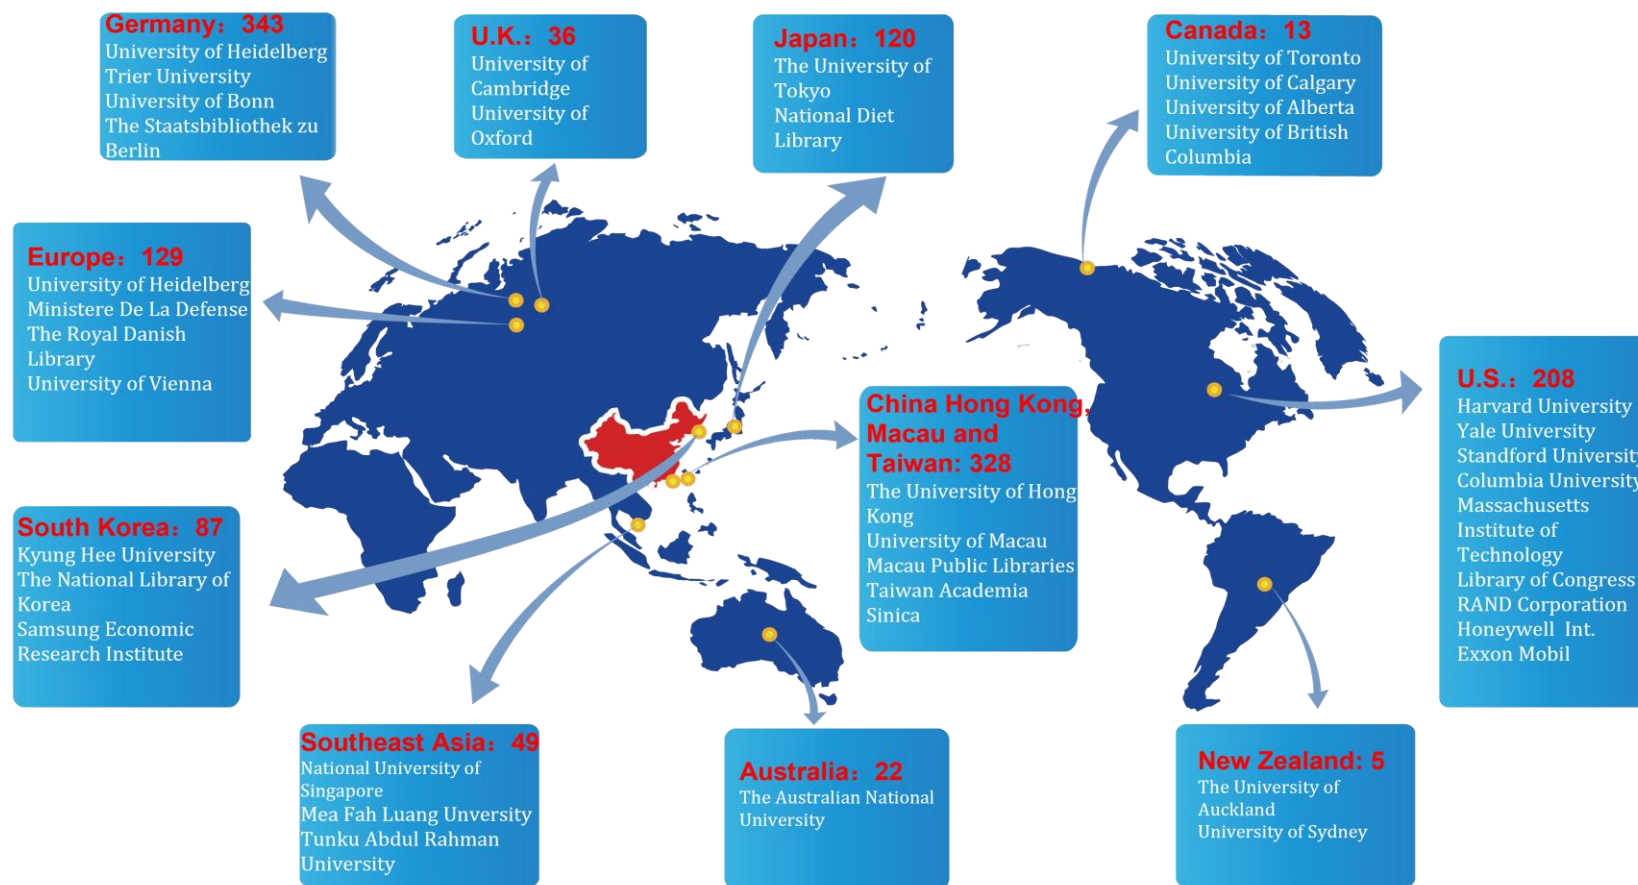 Germany：343
University of Heidelberg
Trier University
University of Bonn
The Staatsbibliothek zu
Berlin
U.K.：36
University of
Cambridge
University of
Oxford
Japan：120
The University of
Tokyo
National Diet
Library
Canada：13
University of Toronto
University of Calgary
University of Alberta
University of British
Columbia
Europe：129
University of Heidelberg
Ministere De La Defense
The Royal Danish
Library
University of Vienna
China Hong Kong,
Macau and
Taiwan: 328
The University of Hong
Kong
University of Macau
Macau Public Libraries
Taiwan Academia
Sinica
U.S.：208
Harvard University
Yale University
Standford University
Columbia University
Massachusetts
Institute of
Technology
Library of Congress
RAND Corporation
Honeywell Int.
Exxon Mobil
South Korea：87
Kyung Hee University
The National Library of
Korea
Samsung Economic
Research Institute
Southeast Asia：49
National University of
Singapore
Mea Fah Luang Unversity
Tunku Abdul Rahman
University
Australia：22
The Australian National
University
New Zealand: 5
The University of
Auckland
University of Sydney